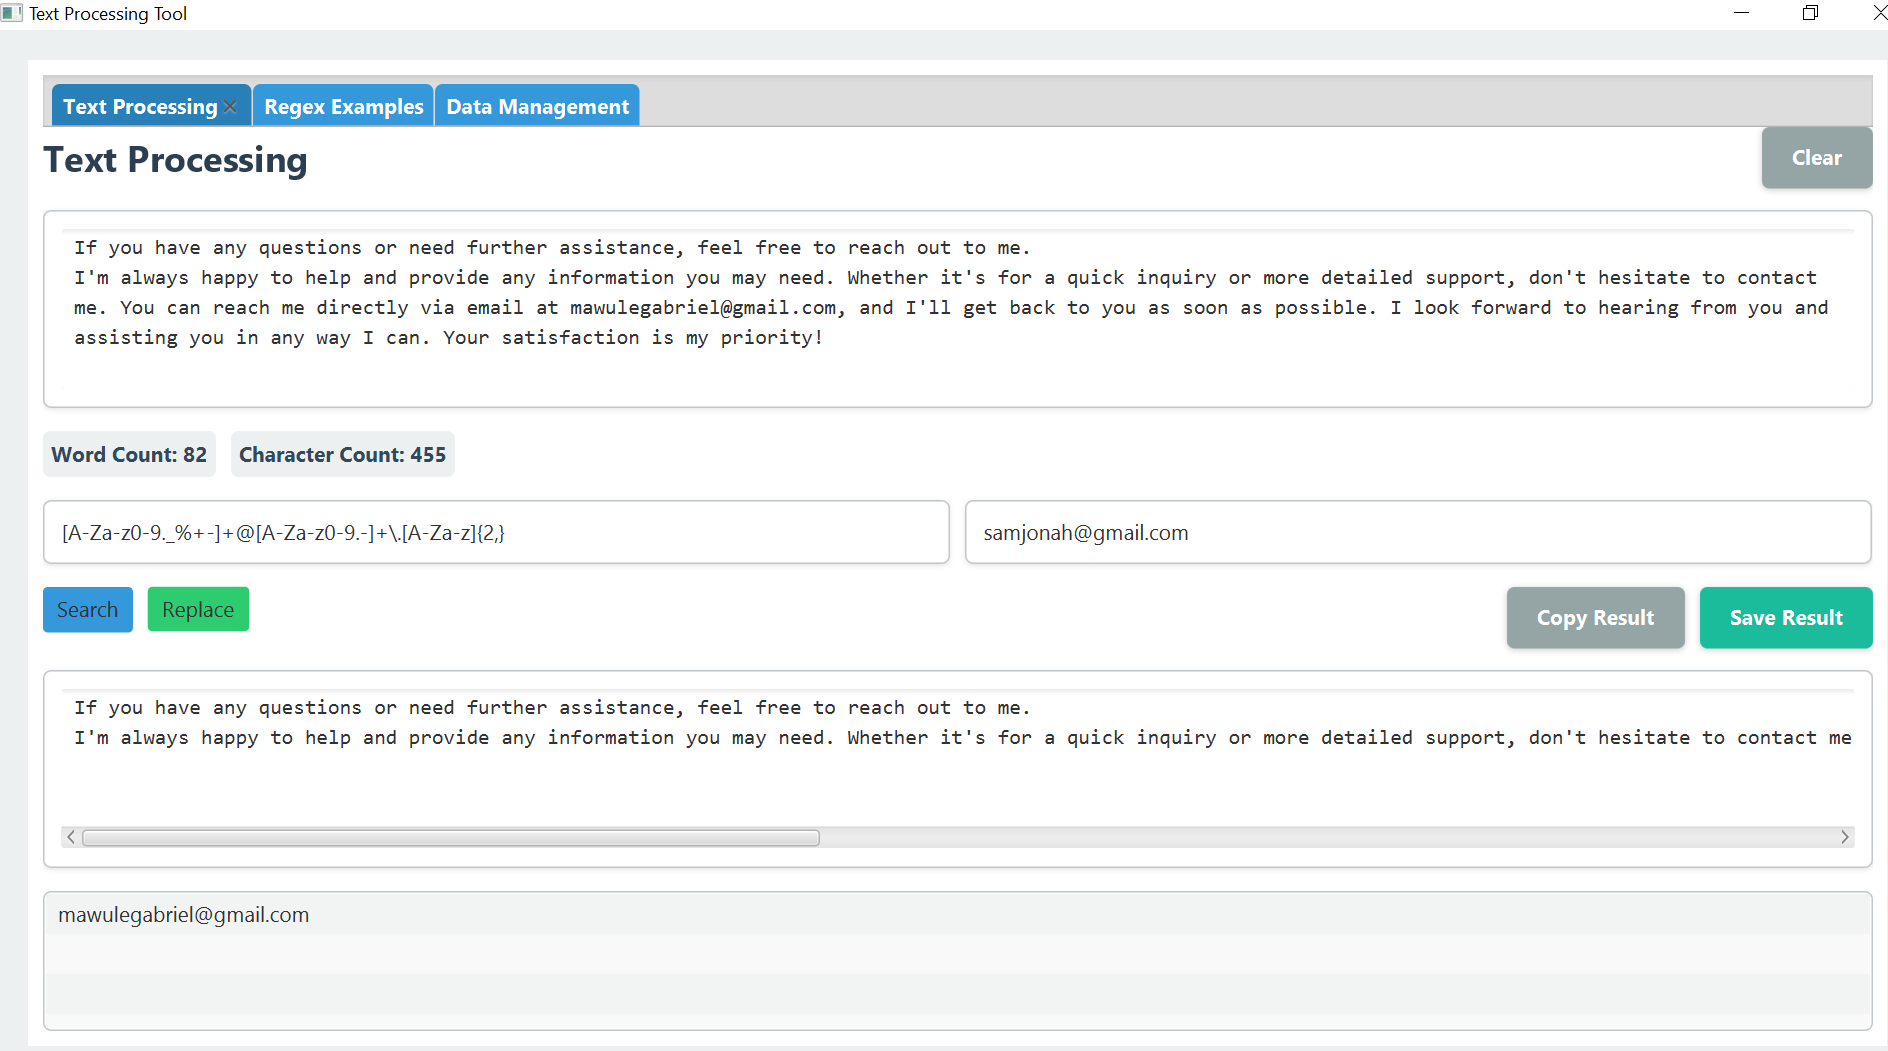 Text Processing Tool
Text Processing Regex Examples Data Management
Text Processing
Clear
If you have any questions or need further assistance, feel free to reach out to me.
I'm always happy to help and provide any information you may need. Whether it's for a quick inquiry or more detailed support, don't hesitate to contact
me. You can reach me directly via email at mawulegabriel@gmail.com, and I'll get back to you as soon as possible. I look forward to hearing from you and
assisting you in any way I can. Your satisfaction is my priority!
Word Count: 82 Character Count: 455
[A-Za-z0-9._%+-]+@[A-Za-z0-9.-]+\.[A-Za-z]{2,} samjonah@gmail.com
Search Replace Copy Result Save Result
If you have any questions or need further assistance, feel free to reach out to me.
I'm always happy to help and provide any information you may need. Whether it's for a quick inquiry or more detailed support, don't hesitate to contact me
mawulegabriel@gmail.com